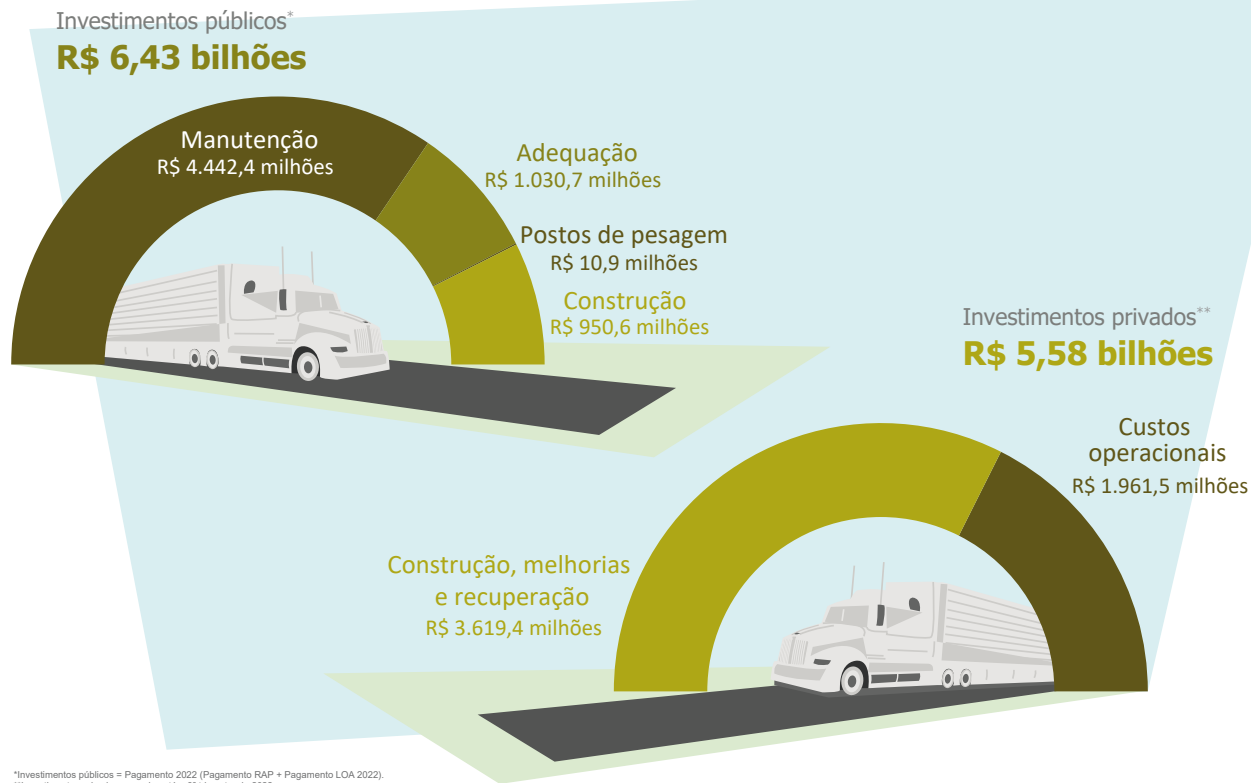 Investimentos públicos*
R$ 6,43 bilhões
Manutenção
R$ 4.442,4 milhões
Adequação
R$ 1.030,7 milhões
Postos de pesagem
R$ 10,9 milhões
Construção
R$ 950,6 milhões
Investimentos privados**
R$ 5,58 bilhões
Custos
operacionais
R$ 1.961,5 milhões
Construção, melhorias
e recuperação
R$ 3.619,4 milhões
*Investimentos públicos = Pagamento 2022 (Pagamento RAP + Pagamento LOA 2022).